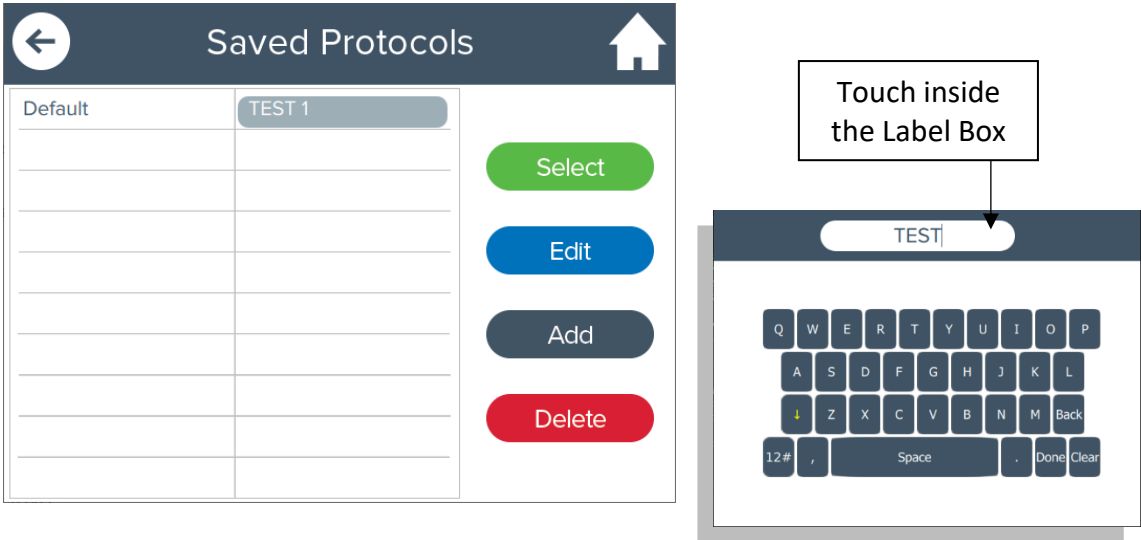 Saved Protocols
Default TEST 1
Select
Edit
Add
Delete
Touch inside
the Label Box
TEST
Q W E R T Y U I O P
A S D F G H J K L
↓ Z X C V B N M Back
12# , Space . Done Clear